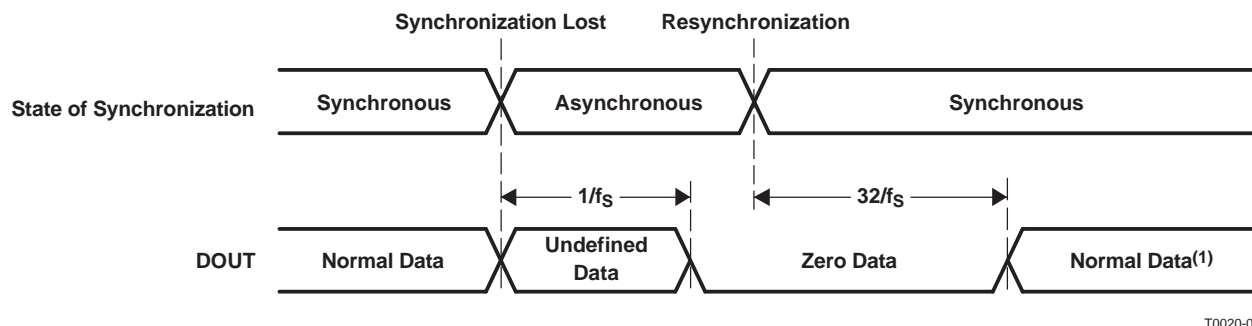 Synchronization Lost Resynchronization
State of Synchronization Synchronous Asynchronous Synchronous
1/fS 32/fS
DOUT Normal Data Undefined Data Zero Data Normal Data(1)